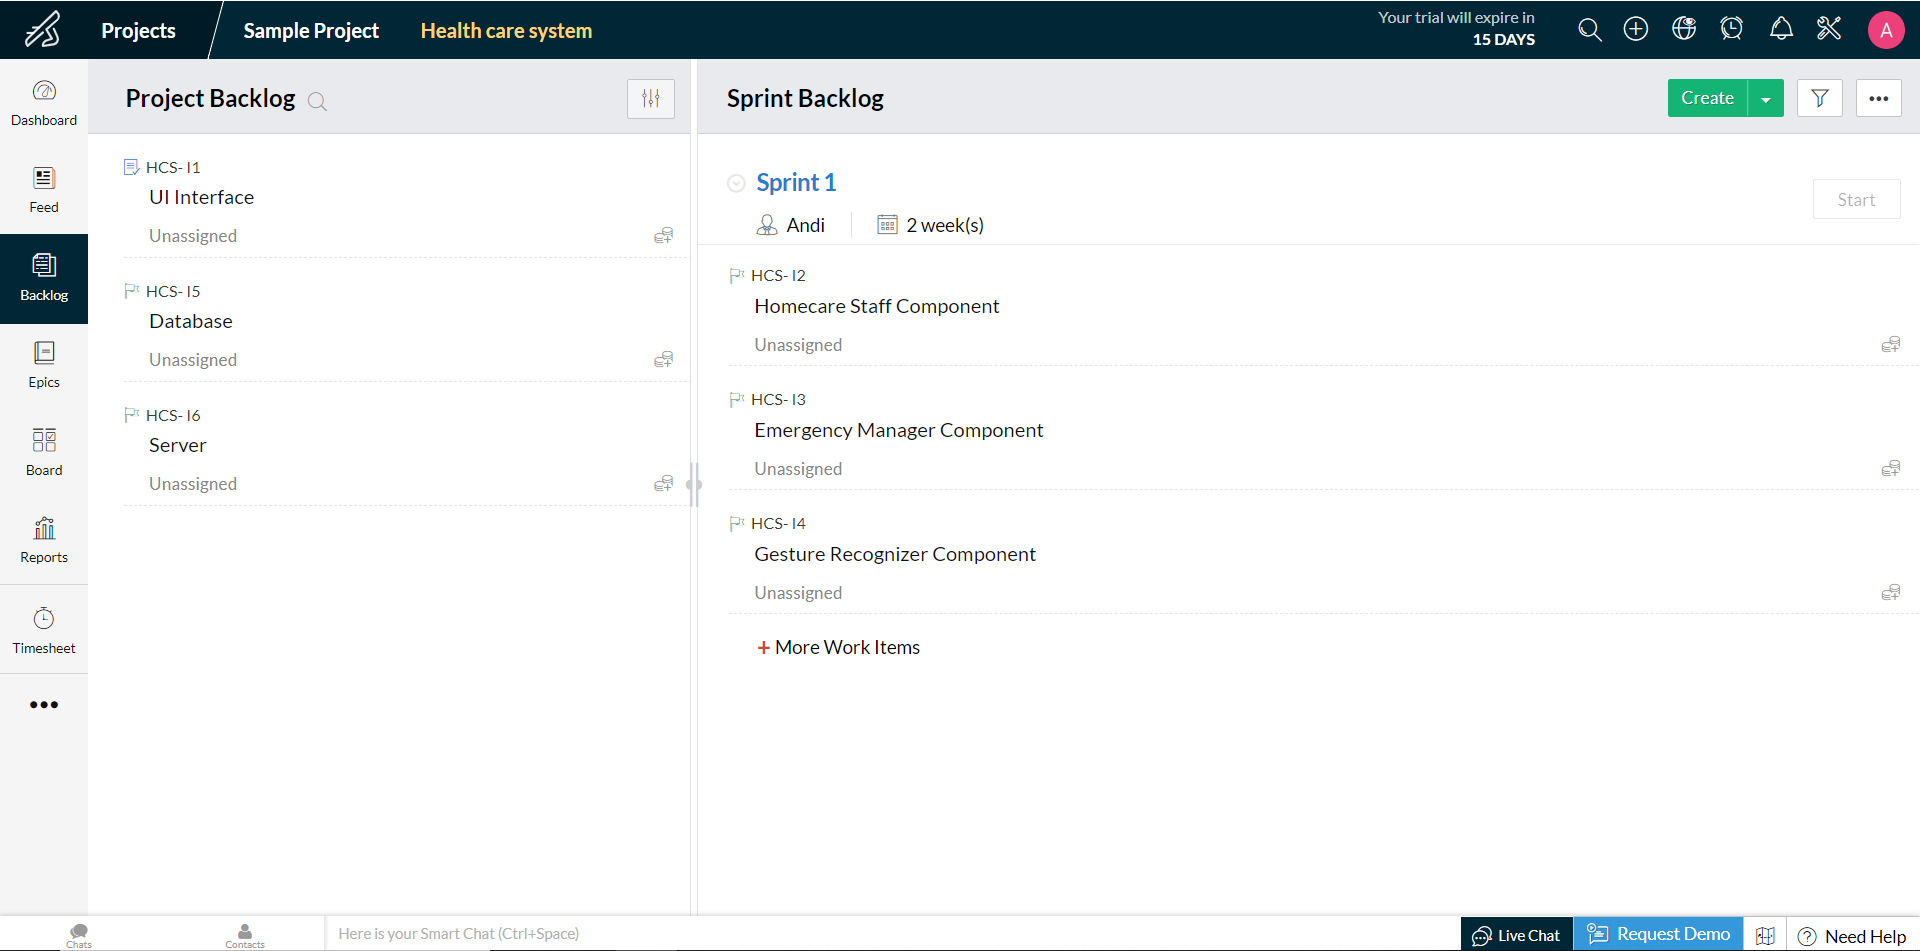 Projects
Sample Project
Health care system
Your trial will expire in
15 DAYS
A
Dashboard
Feed
Backlog
Epics
Board
Reports
Timesheet
Project Backlog
HCS- I1
UI Interface
Unassigned
HCS- I5
Database
Unassigned
HCS- I6
Server
Unassigned
Sprint Backlog
Create
Sprint 1
Start
Andi
2 week(s)
HCS- I2
Homecare Staff Component
Unassigned
HCS- I3
Emergency Manager Component
Unassigned
HCS- I4
Gesture Recognizer Component
Unassigned
+ More Work Items
Chats
Contacts
Here is your Smart Chat (Ctrl+Space)
Live Chat
Request Demo
Need Help